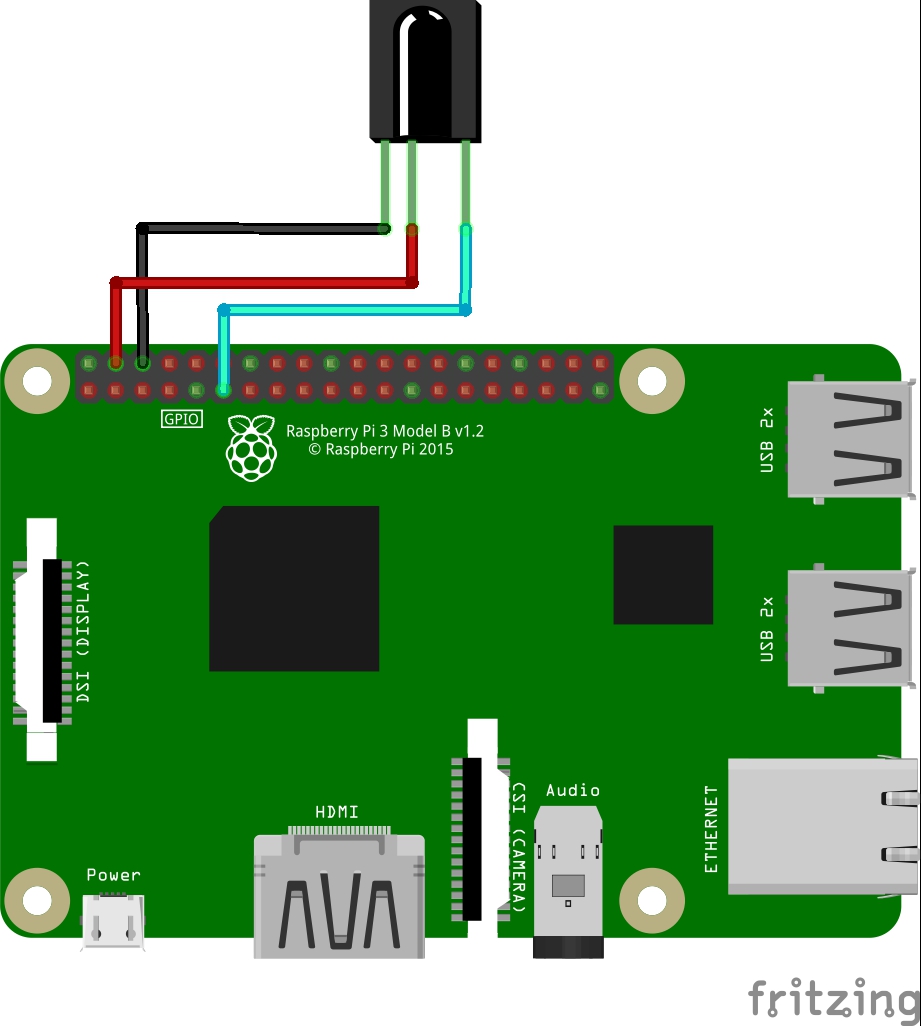 GPIO
Raspberry Pi 3 Model B v1.2
© Raspberry Pi 2015
USB 2x
DSI (DISPLAY)
USB 2x
HDMI
CSI (CAMERA)
Audio
ETHERNET
Power
fritzing